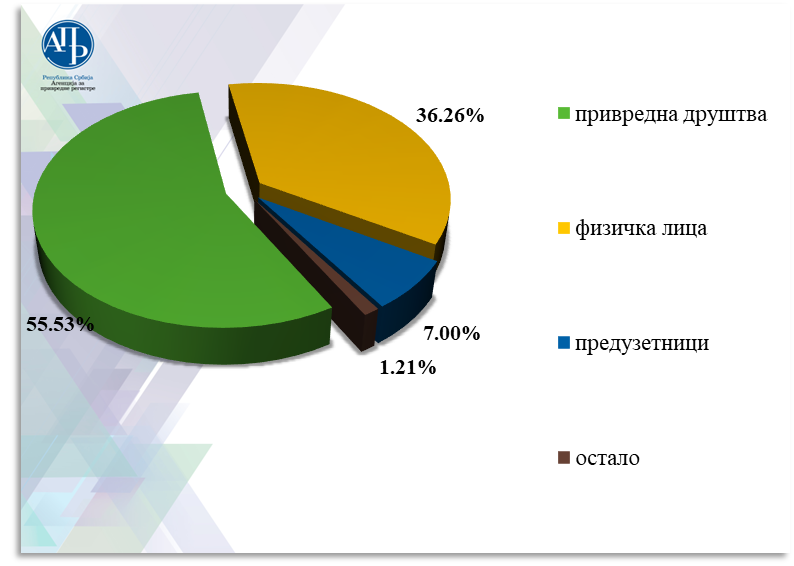 АПР
Република Србија
Агенција за
привредне регистре
36.26%
55.53%
7.00%
1.21%
привредна друштва
физичка лица
предузетници
остало